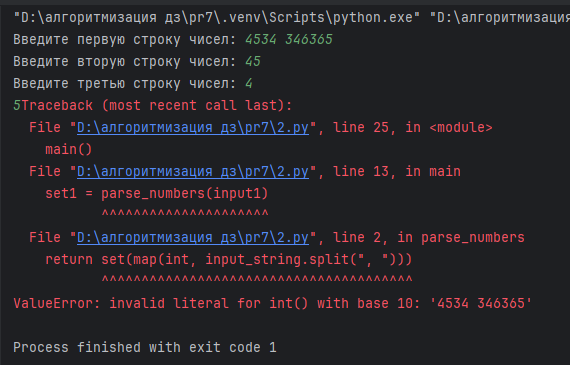 "D:\алгоритмизация дз\pr7\.venv\Scripts\python.exe" "D:\алгоритмизация
Введите первую строку чисел: 4534 346365
Введите вторую строку чисел: 45
Введите третью строку чисел: 4
5Traceback (most recent call last):
  File "D:\алгоритмизация дз\pr7\2.py", line 25, in <module>
    main()
  File "D:\алгоритмизация дз\pr7\2.py", line 13, in main
    set1 = parse_numbers(input1)
           ^^^^^^^^^^^^^^^^^^^^^
  File "D:\алгоритмизация дз\pr7\2.py", line 2, in parse_numbers
    return set(map(int, input_string.split(", ")))
           ^^^^^^^^^^^^^^^^^^^^^^^^^^^^^^^^^^^^^^^
ValueError: invalid literal for int() with base 10: '4534 346365'
Process finished with exit code 1